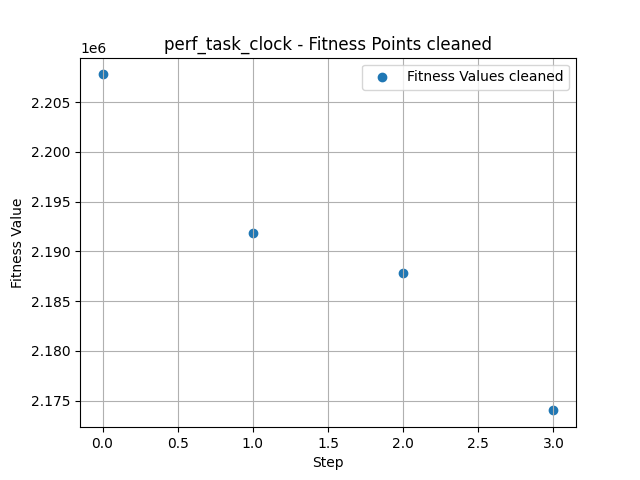 perf_task_clock - Fitness Points cleaned
1e6
Fitness Values cleaned
2.205
2.200
2.195
2.190
2.185
2.180
2.175
Fitness Value
0.0 0.5 1.0 1.5 2.0 2.5 3.0
Step